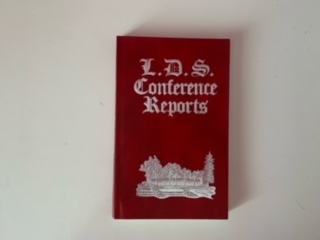 L. D. S.
Conference
Reports